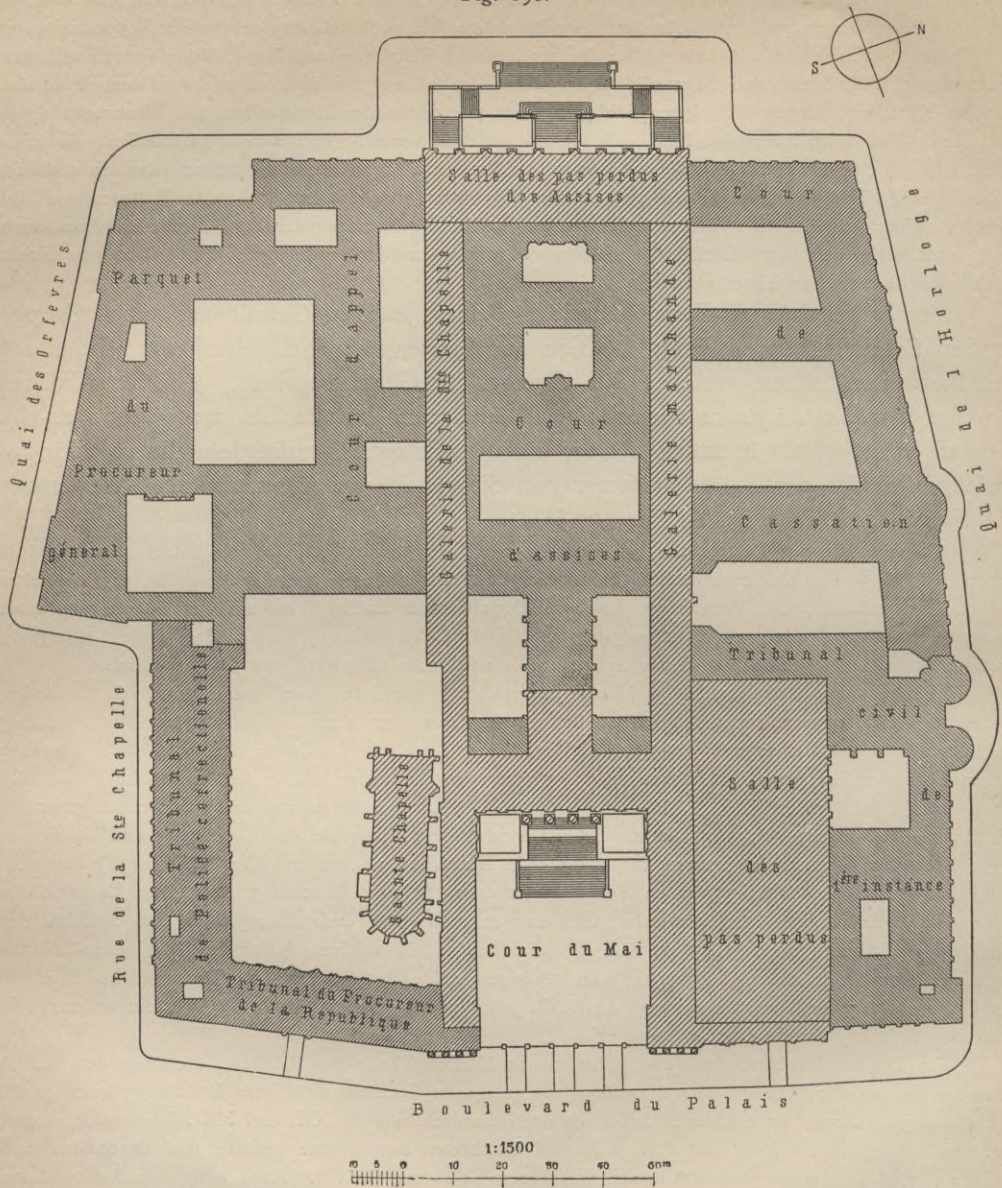 N
S
Salle des pas perdus
des Assises
Cour
de
Cassation
Quai de l'Horloge
Quai des Orfevres
Parquet
du
Procureur
général
Cour d'appel
Galerie de la Ste Chapelle
Cour
d'assises
Galerie marchande
Tribunal
civil
de
1ère instance
Salle
des
pas perdus
Rue de la Ste Chapelle
Tribunal
de Police correctionnelle
Sainte Chapelle
Cour du Mai
Tribunal du Procureur
de la République
Boulevard du Palais
1:1500
10 5 0 10 20 30 40 50m